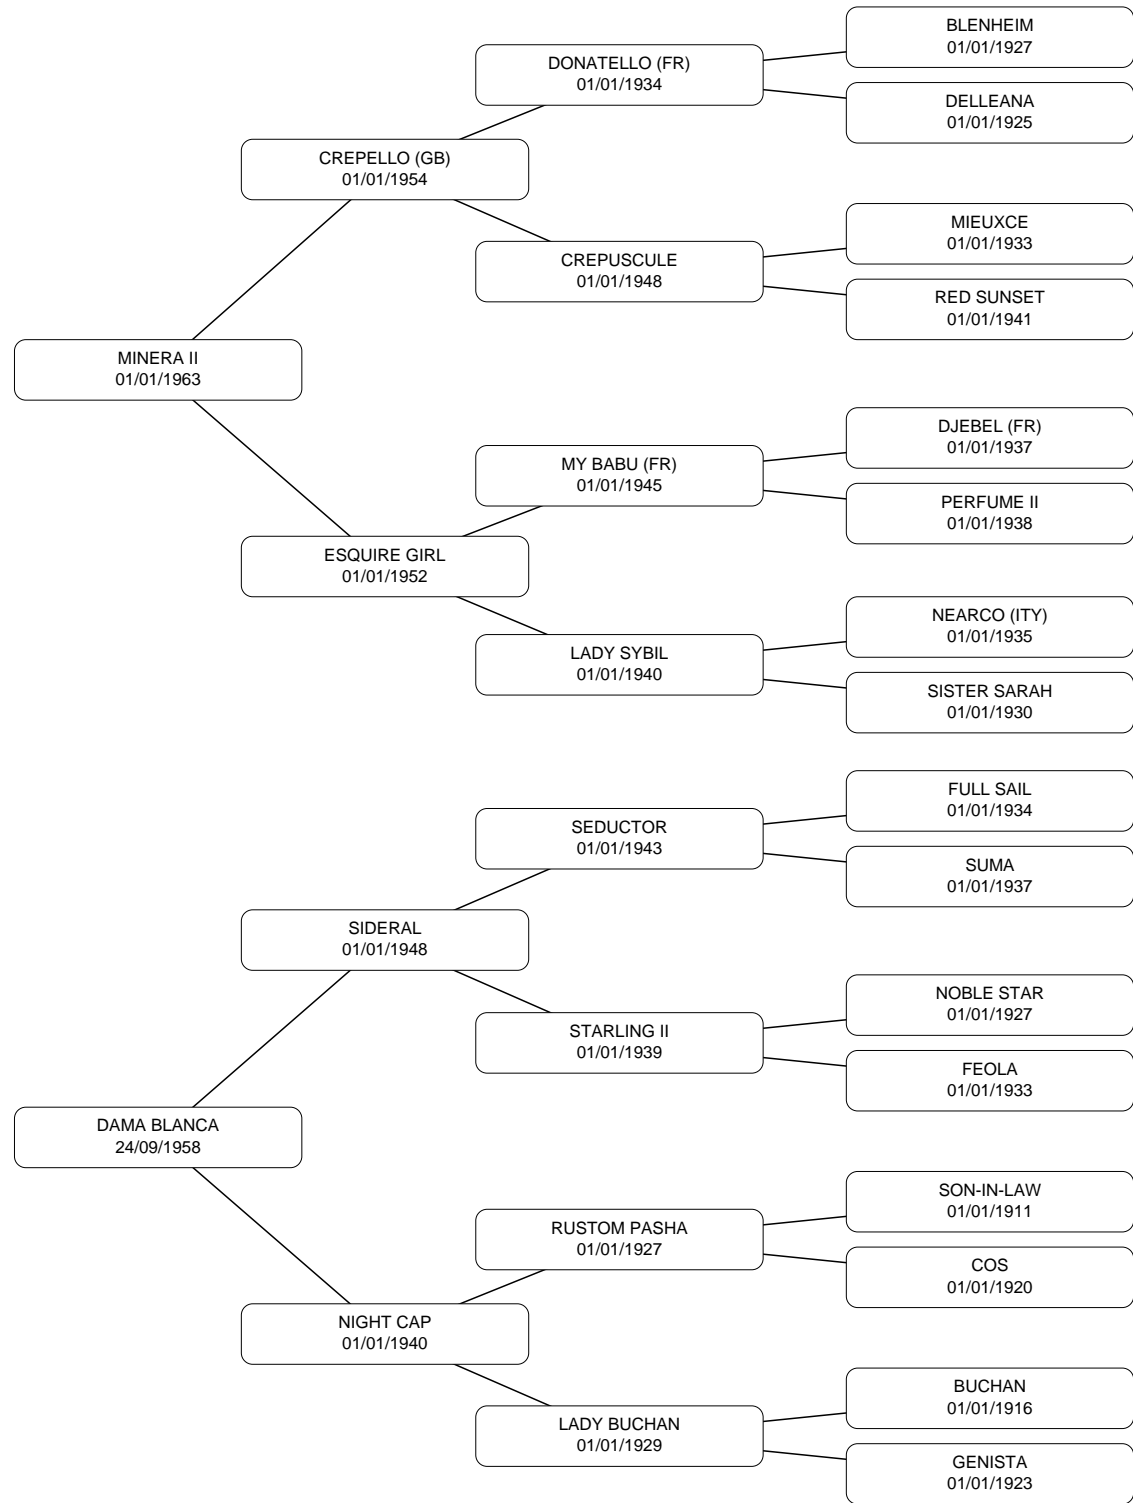 BLENHEIM
01/01/1927
DONATELLO (FR)
01/01/1934
DELLEANA
01/01/1925
CREPELLO (GB)
01/01/1954
MIEUXCE
01/01/1933
CREPUSCULE
01/01/1948
RED SUNSET
01/01/1941
MINERA II
01/01/1963
DJEBEL (FR)
01/01/1937
MY BABU (FR)
01/01/1945
PERFUME II
01/01/1938
ESQUIRE GIRL
01/01/1952
NEARCO (ITY)
01/01/1935
LADY SYBIL
01/01/1940
SISTER SARAH
01/01/1930
FULL SAIL
01/01/1934
SEDUCTOR
01/01/1943
SUMA
01/01/1937
SIDERAL
01/01/1948
NOBLE STAR
01/01/1927
STARLING II
01/01/1939
FEOLA
01/01/1933
DAMA BLANCA
24/09/1958
SON-IN-LAW
01/01/1911
RUSTOM PASHA
01/01/1927
COS
01/01/1920
NIGHT CAP
01/01/1940
BUCHAN
01/01/1916
LADY BUCHAN
01/01/1929
GENISTA
01/01/1923